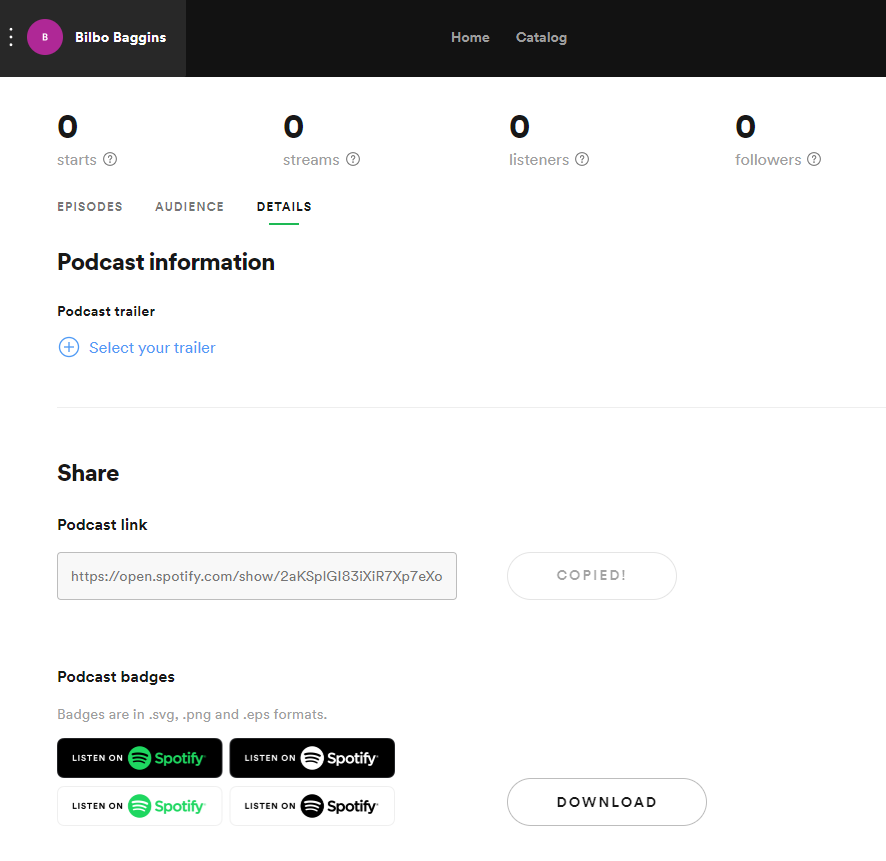 B Bilbo Baggins Home Catalog
0 0 0 0
starts ? streams ? listeners ? followers ?
EPISODES AUDIENCE DETAILS
Podcast information
Podcast trailer
Select your trailer
Share
Podcast link
https://open.spotify.com/show/2aKSplGI83iXiR7Xp7eXo
COPIED!
Podcast badges
Badges are in .svg, .png and .eps formats.
LISTEN ON Spotify LISTEN ON Spotify
LISTEN ON Spotify LISTEN ON Spotify
DOWNLOAD